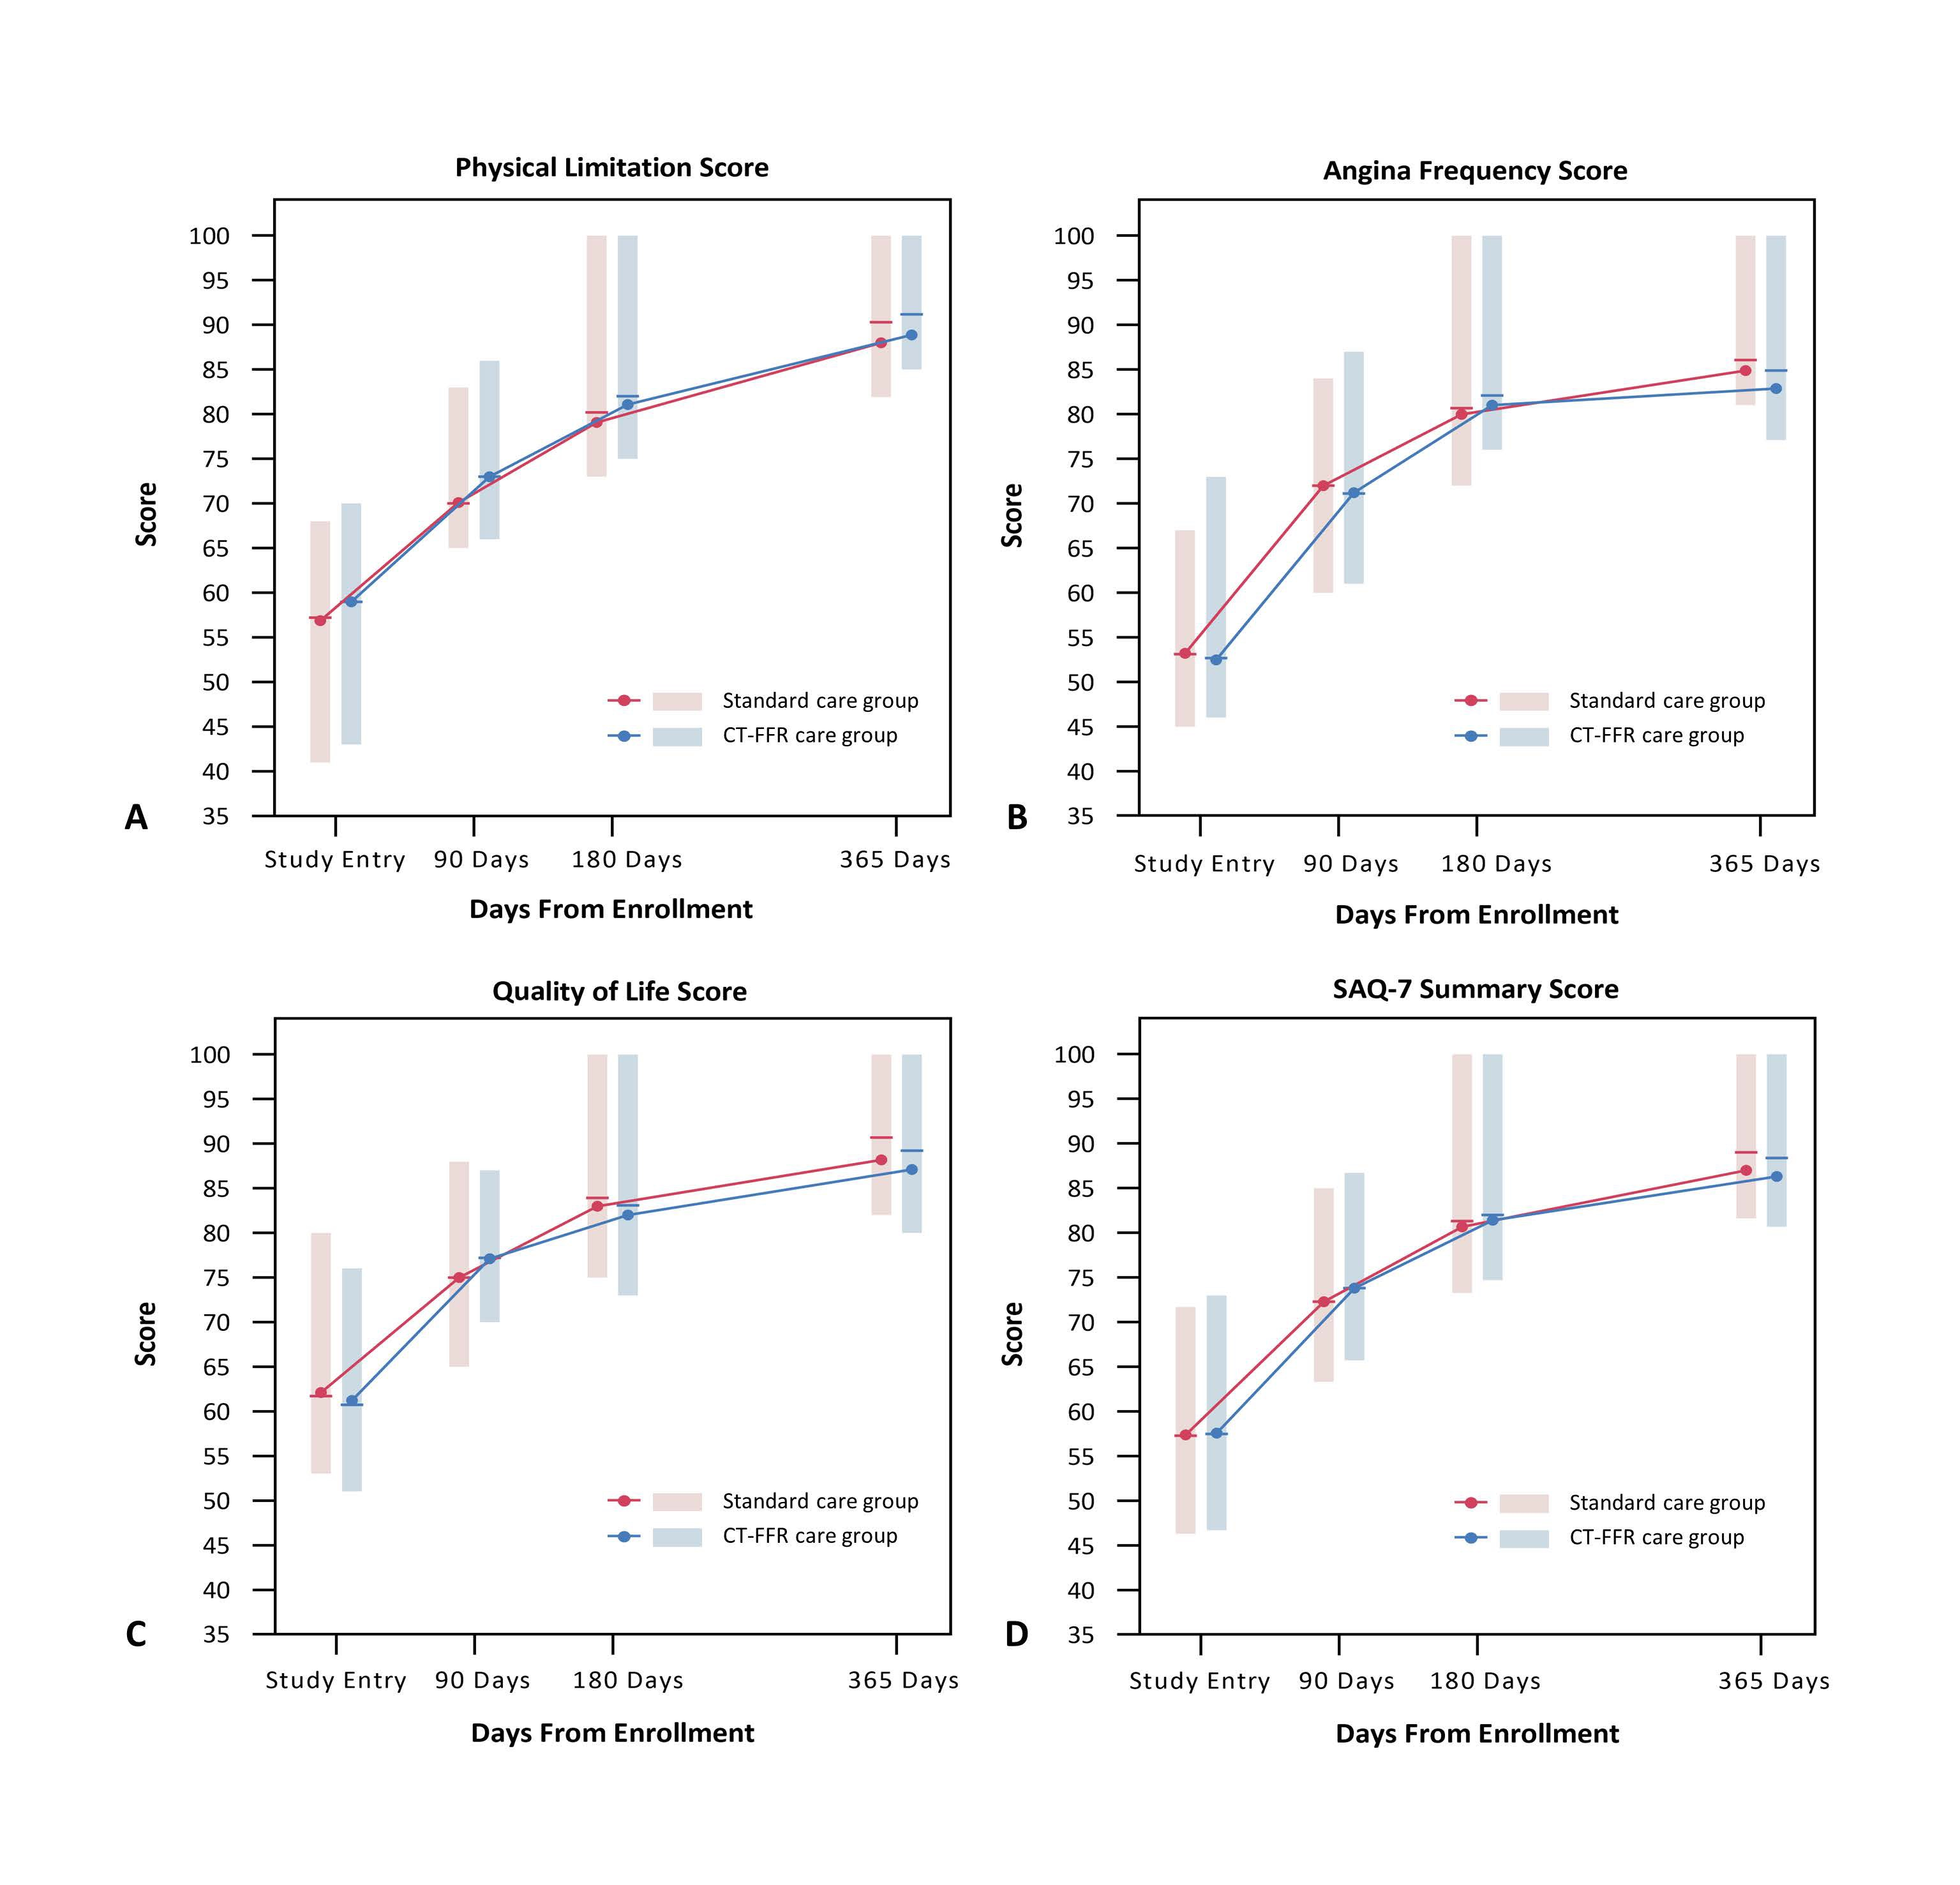 Physical Limitation Score
100
95
90
85
80
75
70
65
60
55
50
45
40
35
Score
Standard care group
CT-FFR care group
A
Study Entry 90 Days 180 Days 365 Days
Days From Enrollment
Angina Frequency Score
100
95
90
85
80
75
70
65
60
55
50
45
40
35
Score
Standard care group
CT-FFR care group
B
Study Entry 90 Days 180 Days 365 Days
Days From Enrollment
Quality of Life Score
100
95
90
85
80
75
70
65
60
55
50
45
40
35
Score
Standard care group
CT-FFR care group
C
Study Entry 90 Days 180 Days 365 Days
Days From Enrollment
SAQ-7 Summary Score
100
95
90
85
80
75
70
65
60
55
50
45
40
35
Score
Standard care group
CT-FFR care group
D
Study Entry 90 Days 180 Days 365 Days
Days From Enrollment